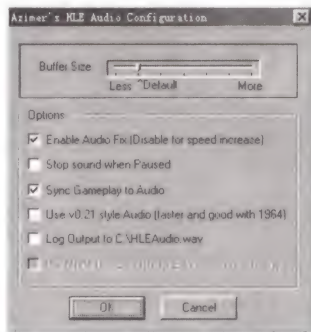 Azimer's HLE Audio Configuration
Buffer Size
Less Default More
Options
Enable Audio Fix (Disable for speed increase)
Stop sound when Paused
Sync Gameplay to Audio
Use v0.21 style Audio (faster and good with 1964)
Log Output to C:\HLEAudio.wav
OK Cancel